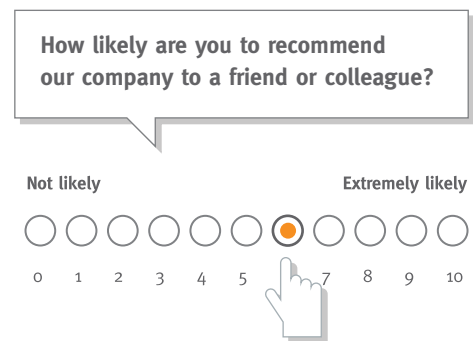 How likely are you to recommend
our company to a friend or colleague?
Not likely Extremely likely
0 1 2 3 4 5 7 8 9 10